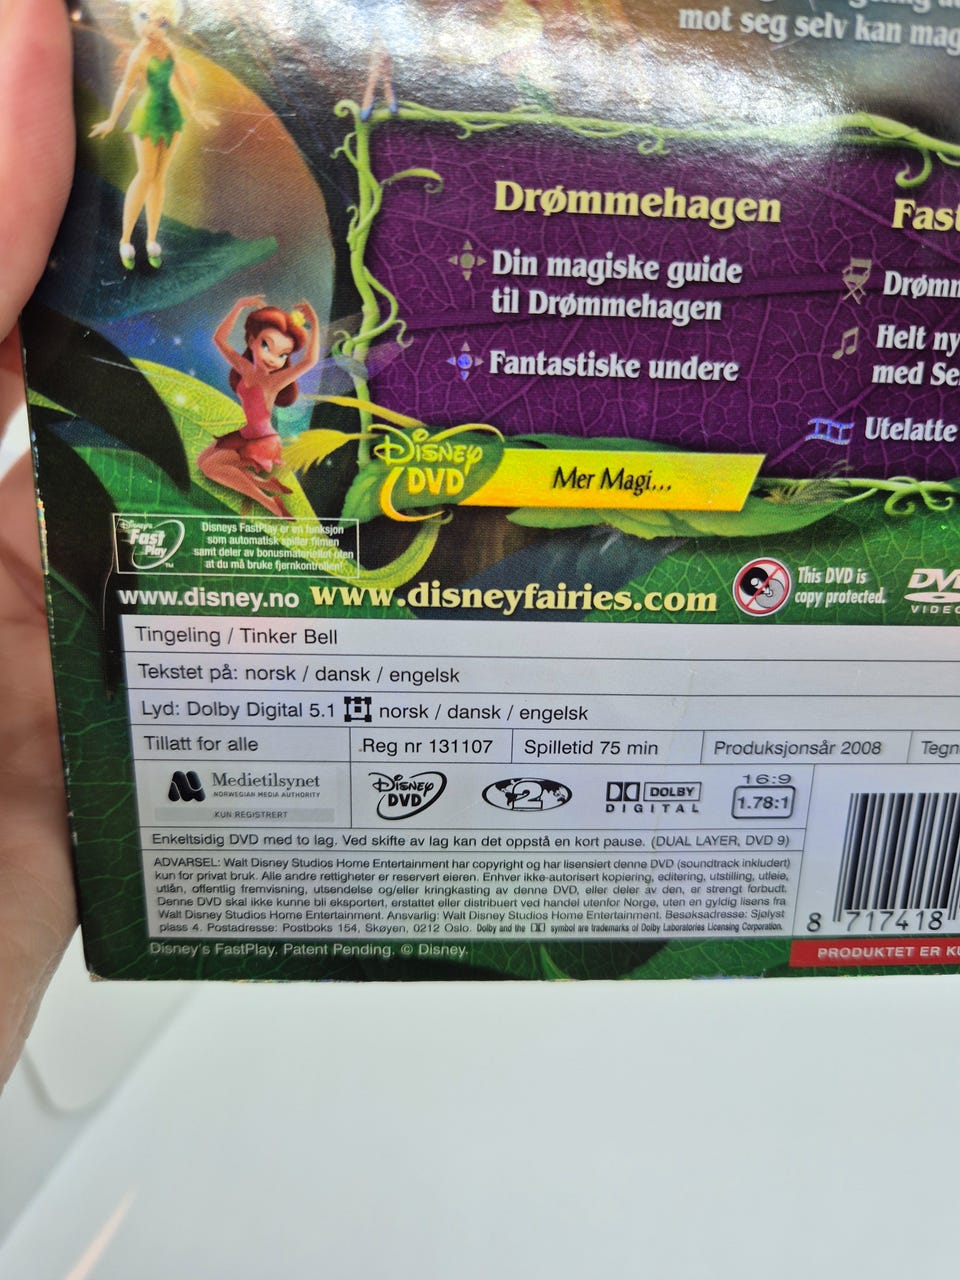 mot seg selv kan
Drømmehagen
Din magiske guide
til Drømmehagen
Fantastiske undere
Helt
med
Utelatte
Disney
DVD
Mer Magi...
Disney's
Fast
Play
TM
Disneys FastPlay er en funksjon
som automatisk spiller filmen
samt deler av bonusmateriellet uten
at du må bruke fjernkontrollen!
www.disney.no www.disneyfairies.com
This DVD is
copy protected.
DVD
Tingeling / Tinker Bell
Tekstet på: norsk / dansk / engelsk
Lyd: Dolby Digital 5.1 norsk / dansk / engelsk
Tillatt for alle
Reg nr 131107
Spilletid 75 min
Produksjonsår 2008
Medietilsynet
NORWEGIAN MEDIA AUTHORITY
KUN REGISTRERT
Disney
DVD
2
DOLBY
DIGITAL
16:9
1.78:1
Enkeltsidig DVD med to lag. Ved skifte av lag kan det oppstå en kort pause. (DUAL LAYER, DVD 9)
ADVARSEL: Walt Disney Studios Home Entertainment har copyright og har lisensiert denne DVD (soundtrack inkludert)
kun for privat bruk. Alle andre rettigheter er reservert eieren. Enhver ikke-autorisert kopiering, editering, utstilling, utleie,
utlån, offentlig fremvisning, utsendelse og/eller kringkasting av denne DVD, eller deler av den, er strengt forbudt.
Denne DVD skal ikke kunne bli eksportert, erstattet eller distribuert ved handel utenfor Norge, uten en gyldig lisens fra
Walt Disney Studios Home Entertainment. Ansvarlig: Walt Disney Studios Home Entertainment. Besøksadresse: Sjølyst
plass 4. Postadresse: Postboks 154, Skøyen, 0212 Oslo. Dolby and the symbol are trademarks of Dolby Laboratories Licensing Corporation.
Disney's FastPlay. Patent Pending. © Disney.
8 717418
PRODUKTET ER